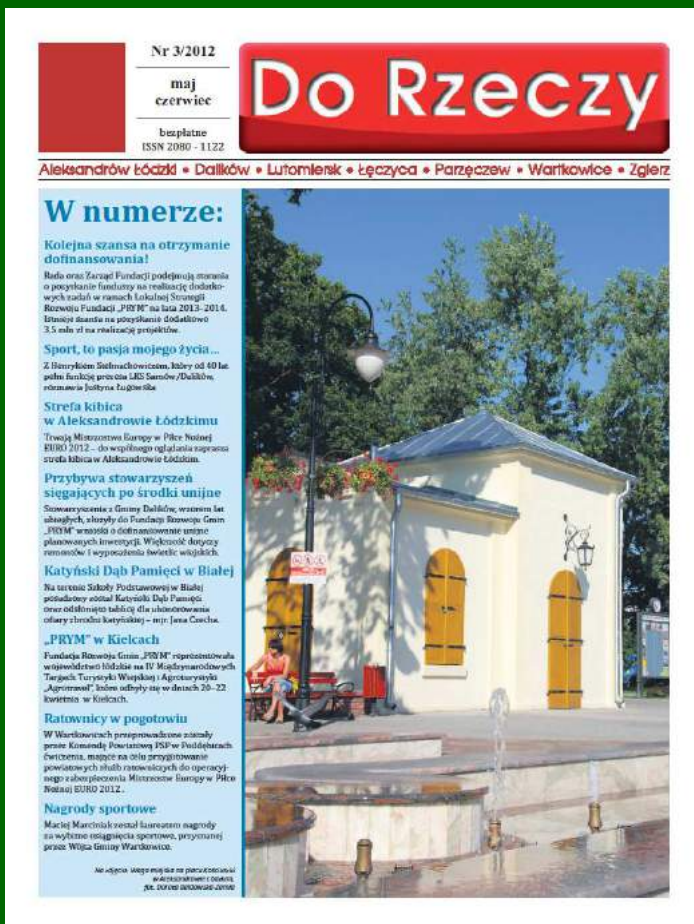 Nr 3/2012
maj
czerwiec
bezpłatne
ISSN 2080 - 1122
Do Rzeczy
Aleksandrów Łódzki • Dalików • Lutomiersk • Łęczyca • Parzęczew • Wartkowice • Zgierz
W numerze:
Kolejna szansa na otrzymanie
dofinansowania!
Rada oraz Zarząd Fundacji podejmują starania
o pozyskanie funduszy na realizację dodatko-
wych zadań w ramach Lokalnej Strategii
Rozwoju Fundacji „PRYM” na lata 2013-2014.
Istnieje szansa na pozyskanie dodatkowo
3,5 mln zł na realizację projektów.
Sport, to pasja mojego życia...
Z Henrykiem Stelmachowiczem, który od 40 lat
pełni funkcję prezesa LKS Sarnów/Dalików,
rozmawia Justyna Ługowska
Strefa kibica
w Aleksandrowie Łódzkimu
Trwają Mistrzostwa Europy w Piłce Nożnej
EURO 2012 – do wspólnego oglądania zaprasza
strefa kibica w Aleksandrowie Łódzkim.
Przybywa stowarzyszeń
sięgających po środki unijne
Stowarzyszenia z Gminy Dalików, wzorem lat
ubiegłych, złożyły do Fundacji Rozwoju Gmin
„PRYM” wnioski o dofinansowanie unijne
planowanych inwestycji. Większość dotyczy
remontów i wyposażenia świetlic wiejskich.
Katyński Dąb Pamięci w Białej
Na terenie Szkoły Podstawowej w Białej
posadzony został Katyński Dąb Pamięci
oraz odsłonięto tablicę dla uhonorowania
ofiary zbrodni katyńskiej – mjr. Jana Czecha.
„PRYM” w Kielcach
Fundacja Rozwoju Gmin „PRYM” reprezentowała
województwo łódzkie na IV Międzynarodowych
Targach Turystyki Wiejskiej i Agroturystyki
„Agrotravel”, które odbyły się w dniach 20-22
kwietnia w Kielcach.
Ratownicy w pogotowiu
W Wartkowicach przeprowadzone zostały
przez Komendę Powiatową PSP w Poddębicach
ćwiczenia, mające na celu przygotowanie
powiatowych służb ratowniczych do operacyj-
nego zabezpieczenia Mistrzostw Europy w Piłce
Nożnej EURO 2012.
Nagrody sportowe
Maciej Marciniak został laureatem nagrody
za wybitne osiągnięcia sportowe, przyznanej
przez Wójta Gminy Wartkowice.
Na zdjęciu: Waga miejska na placu Kościuszki
w Aleksandrowie Łódzkim,
fot.